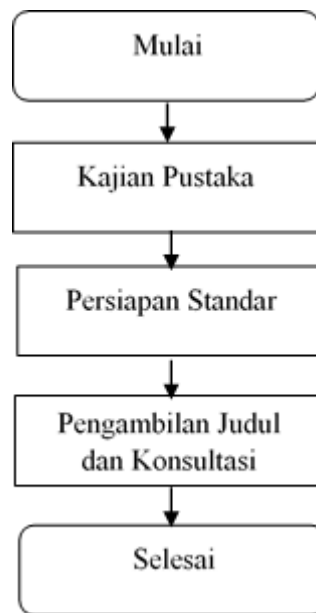 Mulai
Kajian Pustaka
Persiapan Standar
Pengambilan Judul
dan Konsultasi
Selesai